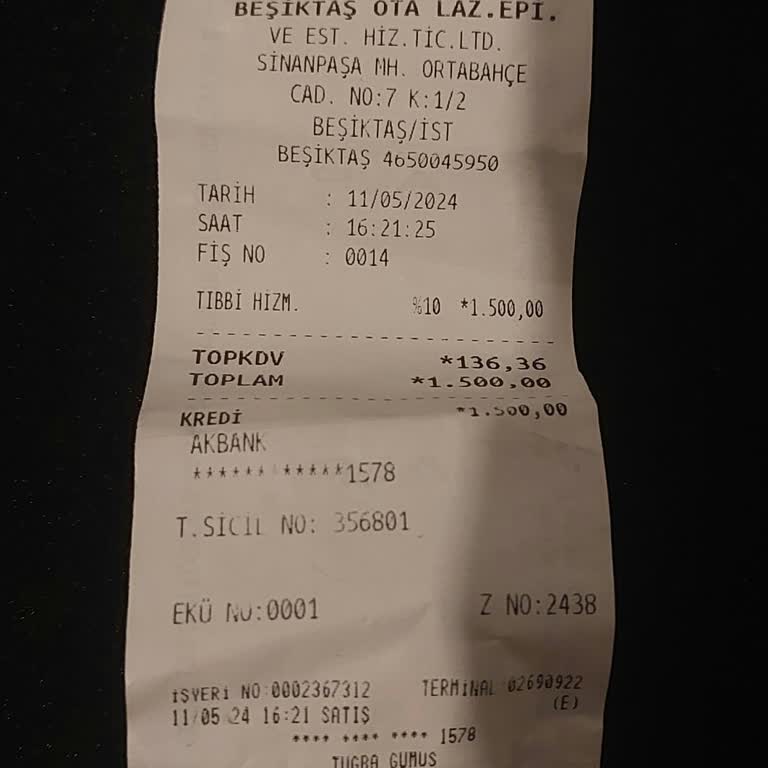 BEŞİKTAŞ OTA LAZ.EPİ.
VE EST. HİZ.TİC.LTD.
SİNANPAŞA MH. ORTABAHÇE
CAD. NO:7 K:1/2
BEŞİKTAŞ/İST
BEŞİKTAŞ 4650045950
TARİH : 11/05/2024
SAAT : 16:21:25
FİŞ NO : 0014
TIBBİ HİZM. %10 *1.500,00
TOPKDV *136,36
TOPLAM *1.500,00
KREDİ *1.500,00
AKBANK
****** *****1578
T.SİCİL NO: 356801
EKÜ NO:0001 Z NO:2438
İŞYERİ NO:0002367312 TERMİNAL 02690922
(E)
11/05 24 16:21 SATIŞ
**** **** **** 1578
TUGRA GUMUS